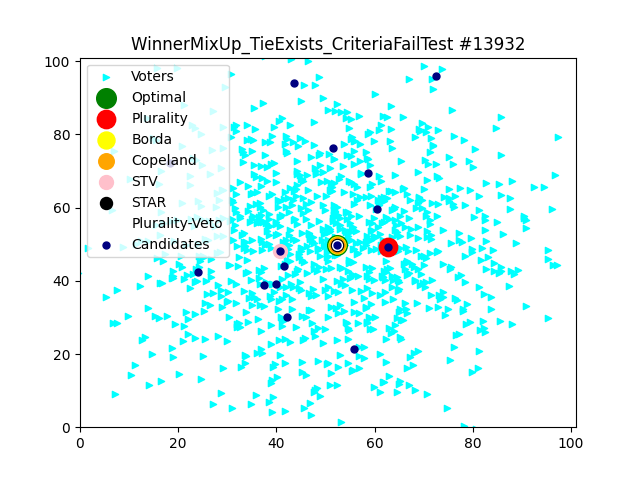 WinnerMixUp_TieExists_CriteriaFailTest #13932
100
80
60
40
20
0
Voters
Optimal
Plurality
Borda
Copeland
STV
STAR
Plurality-Veto
Candidates
0 20 40 60 80 100